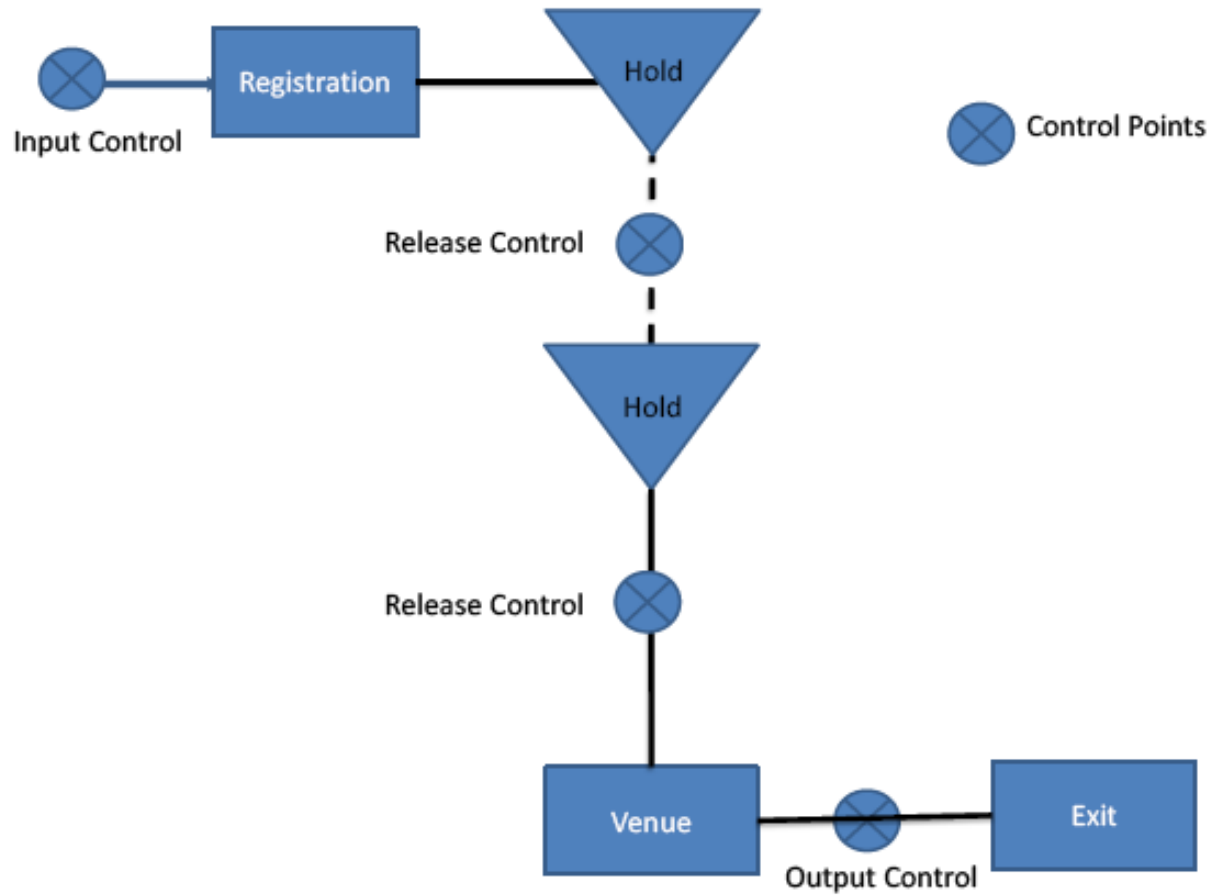 Registration
Hold
Input Control
Control Points
Release Control
Hold
Release Control
Venue
Exit
Output Control